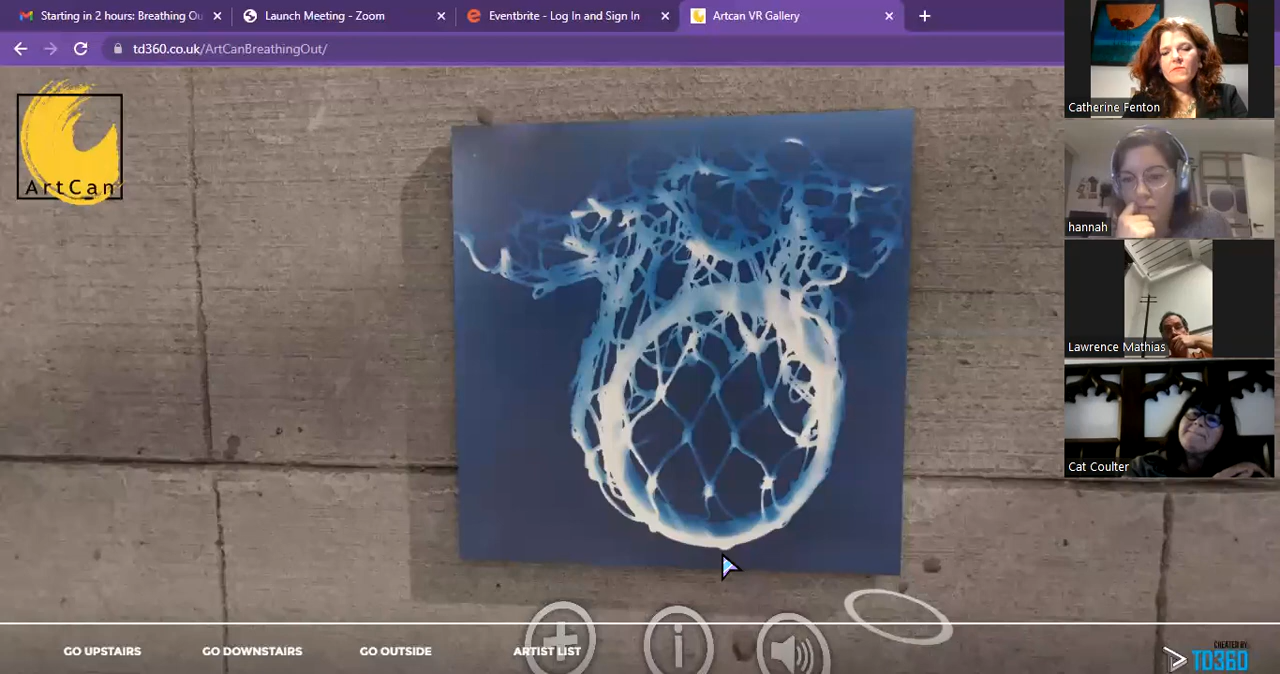 Starting in 2 hours: Breathing Ou
Launch Meeting - Zoom
Eventbrite - Log In and Sign In
Artcan VR Gallery
td360.co.uk/ArtCanBreathingOut/
ArtCan
Catherine Fenton
hannah
Lawrence Mathias
Cat Coulter
GO UPSTAIRS
GO DOWNSTAIRS
GO OUTSIDE
ARTIST LIST
CREATED BY
TD360